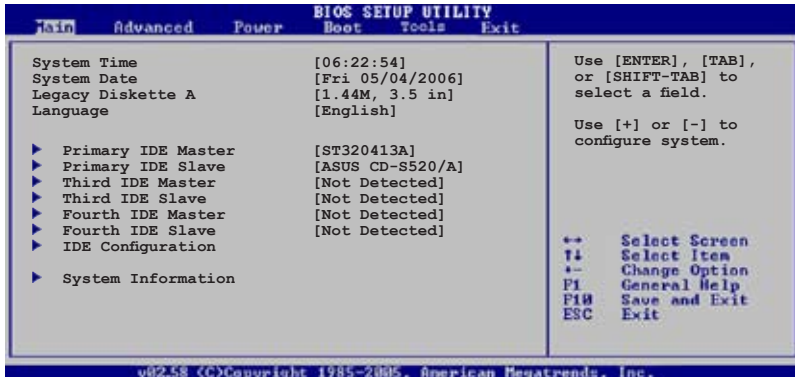 BIOS SETUP UTILITY
Main Advanced Power Boot Tools Exit
System Time [06:22:54]
System Date [Fri 05/04/2006]
Legacy Diskette A [1.44M, 3.5 in]
Language [English]
Primary IDE Master [ST320413A]
Primary IDE Slave [ASUS CD-S520/A]
Third IDE Master [Not Detected]
Third IDE Slave [Not Detected]
Fourth IDE Master [Not Detected]
Fourth IDE Slave [Not Detected]
IDE Configuration
System Information
Use [ENTER], [TAB],
or [SHIFT-TAB] to
select a field.
Use [+] or [-] to
configure system.
↔ Select Screen
↑↓ Select Item
+- Change Option
F1 General Help
F10 Save and Exit
ESC Exit
v02.58 (C)Copyright 1985-2005, American Megatrends, Inc.